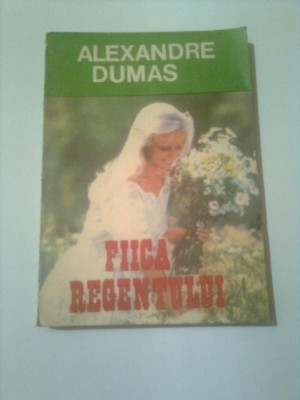 ALEXANDRE
DUMAS
FIICA
REGENTULUI